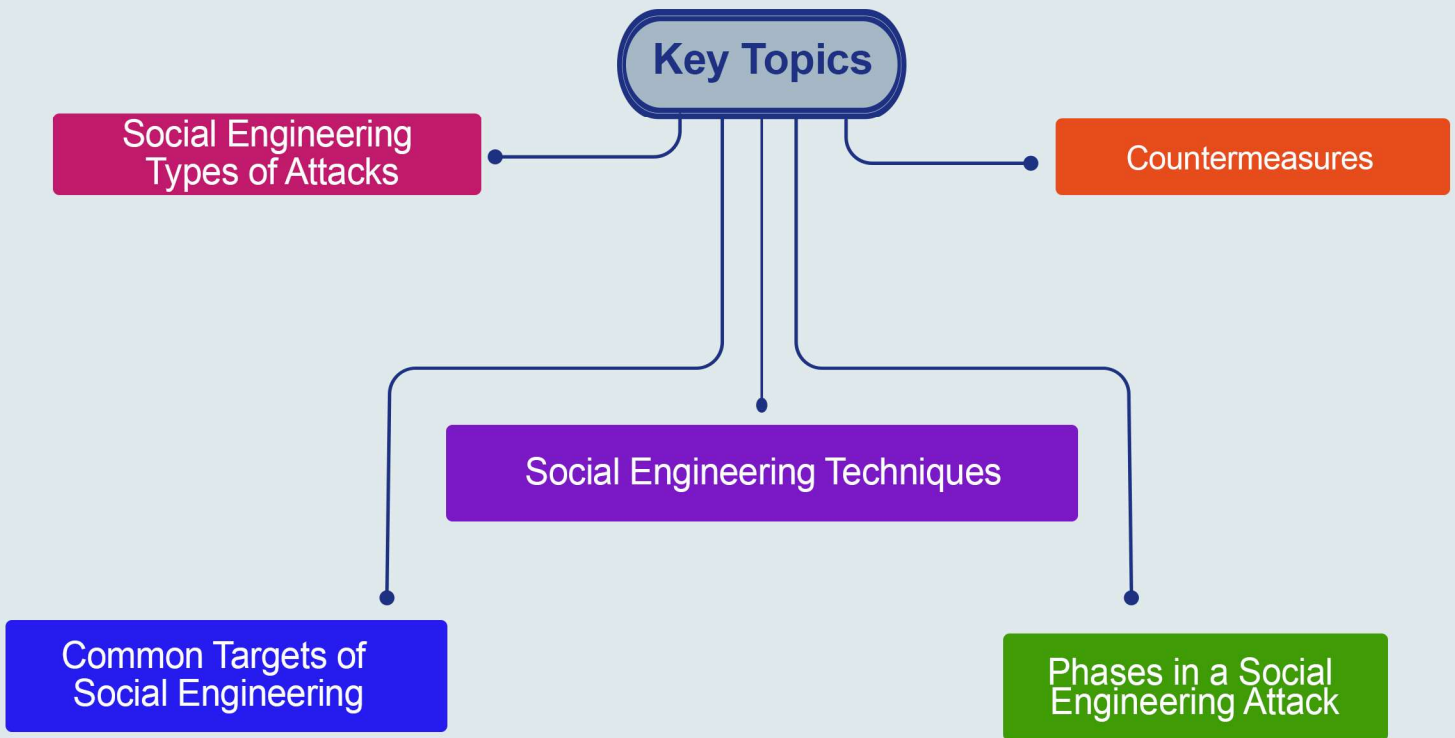 Key Topics
Social Engineering
Types of Attacks
Countermeasures
Social Engineering Techniques
Common Targets of
Social Engineering
Phases in a Social
Engineering Attack